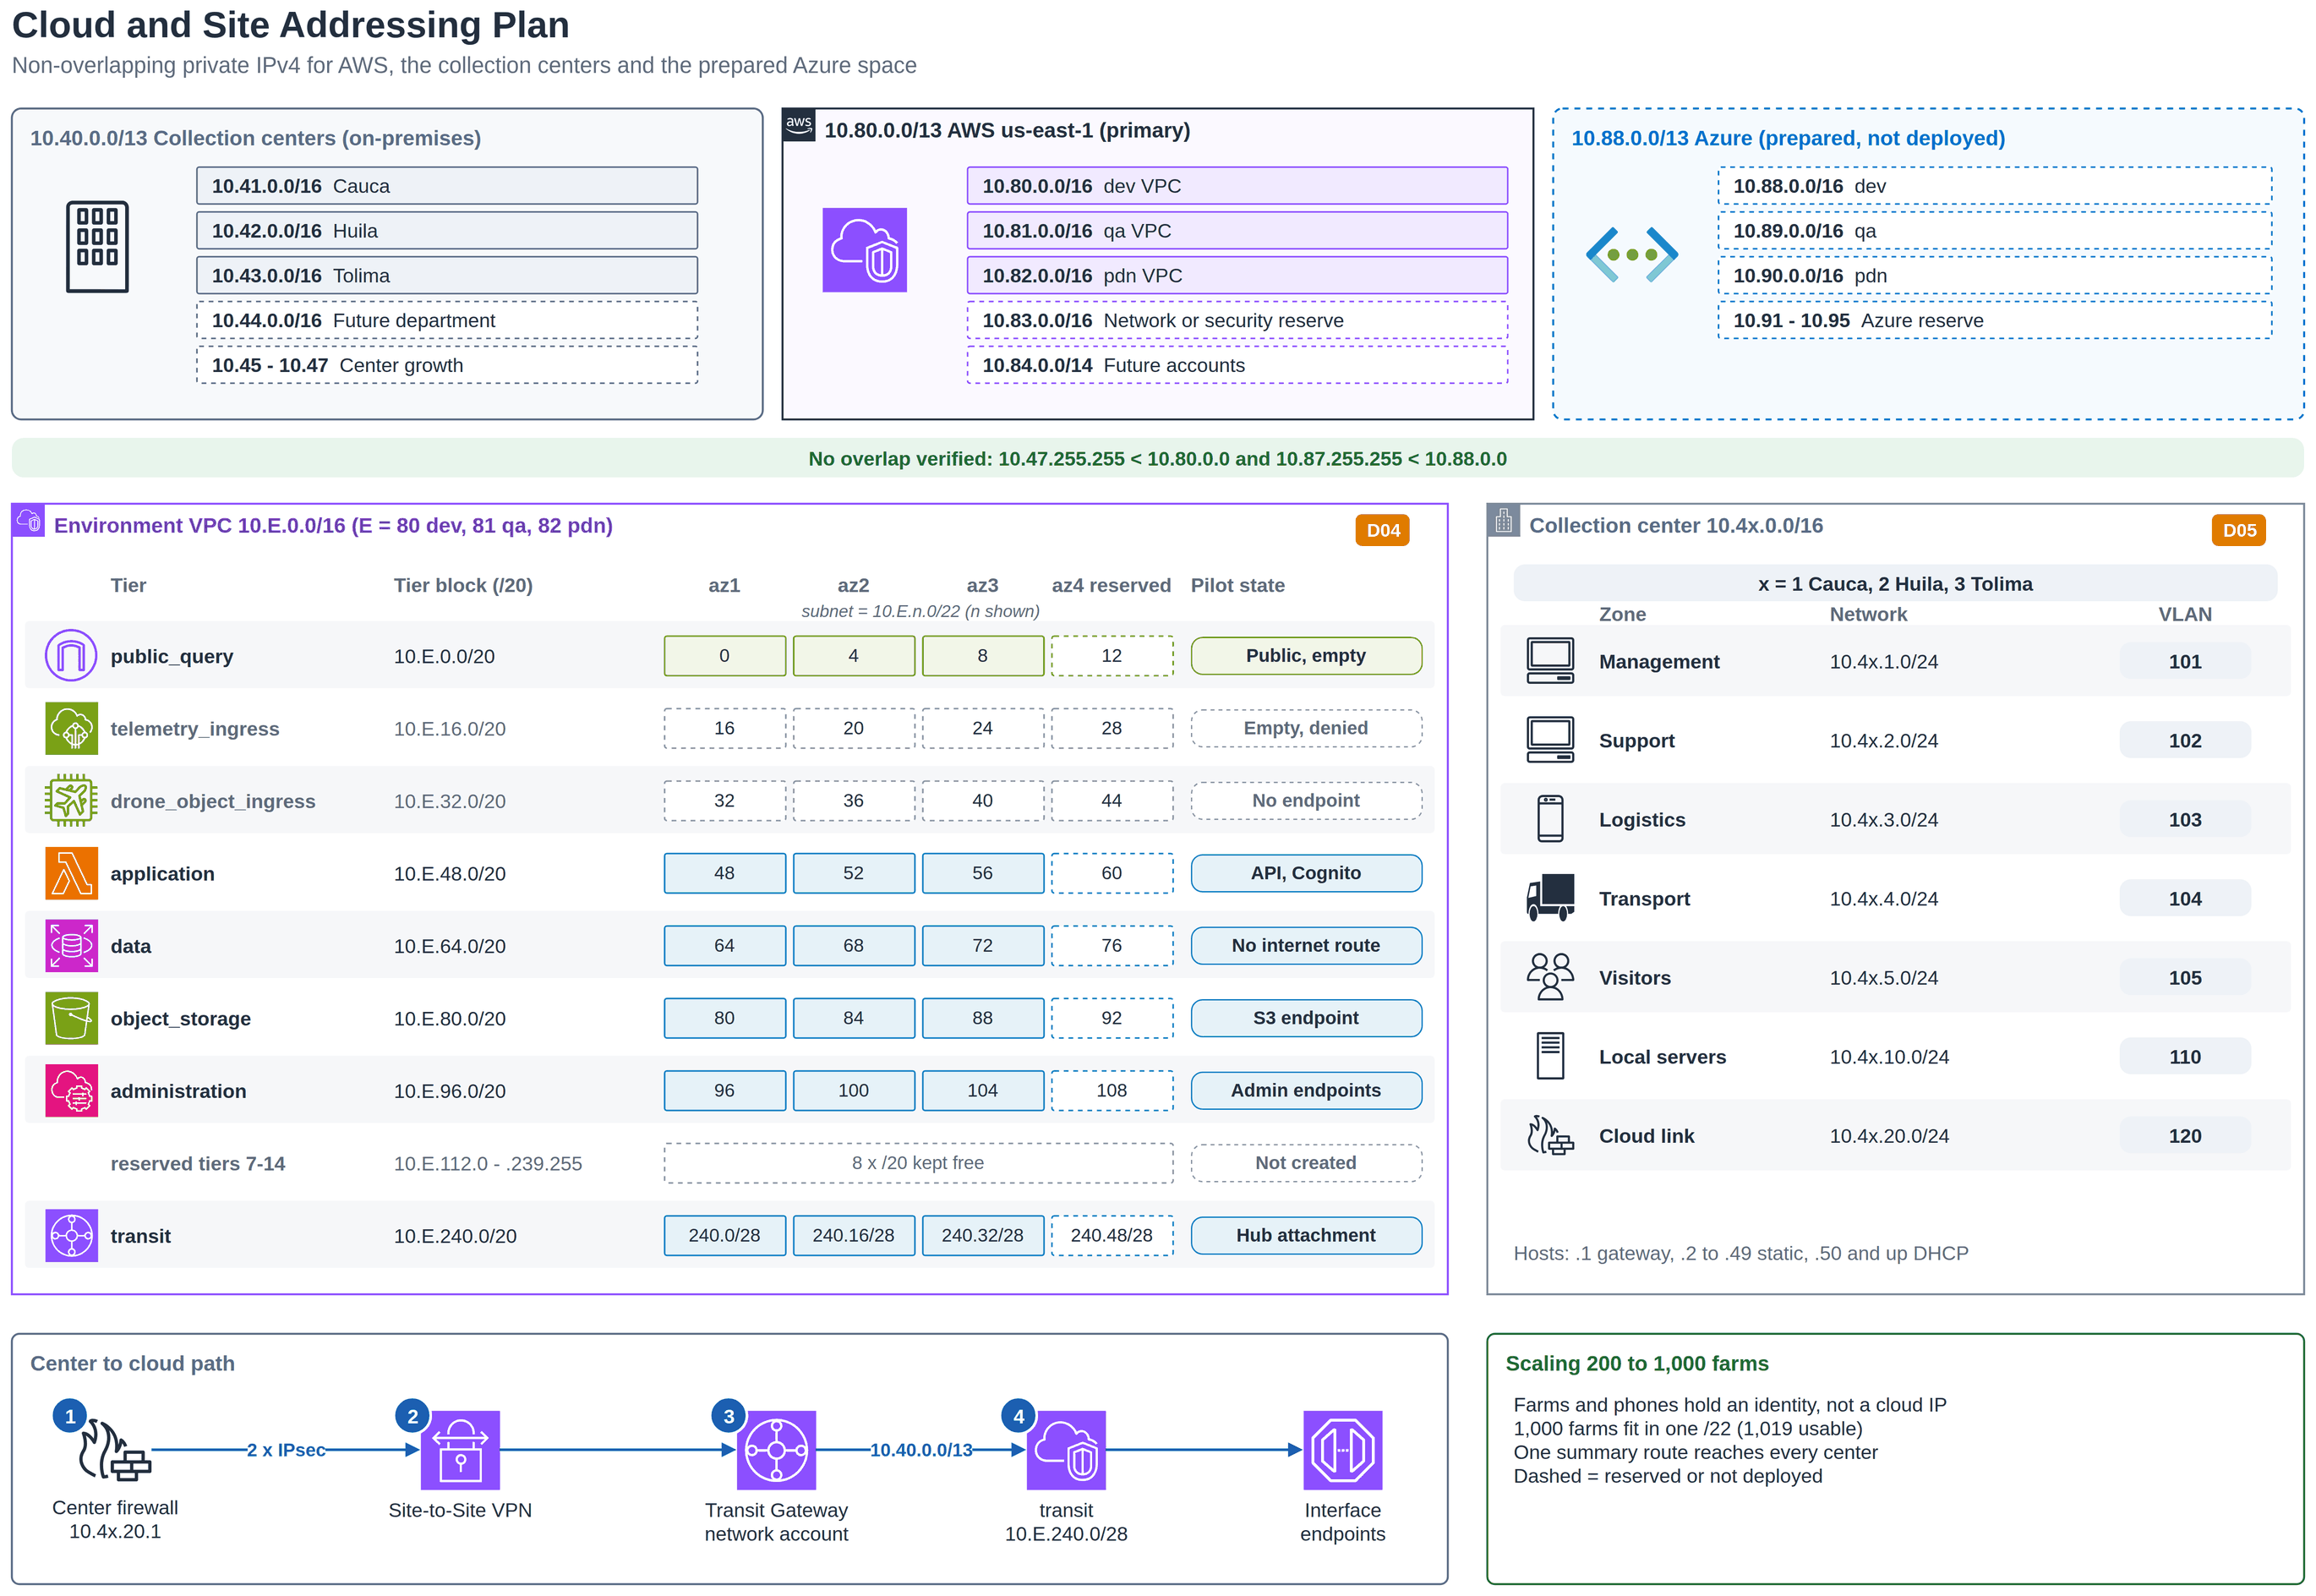 Cloud and Site Addressing Plan
Non-overlapping private IPv4 for AWS, the collection centers and the prepared Azure space
10.40.0.0/13 Collection centers (on-premises)
10.41.0.0/16 Cauca
10.42.0.0/16 Huila
10.43.0.0/16 Tolima
10.44.0.0/16 Future department
10.45 - 10.47 Center growth
aws
10.80.0.0/13 AWS us-east-1 (primary)
10.80.0.0/16 dev VPC
10.81.0.0/16 qa VPC
10.82.0.0/16 pdn VPC
10.83.0.0/16 Network or security reserve
10.84.0.0/14 Future accounts
10.88.0.0/13 Azure (prepared, not deployed)
10.88.0.0/16 dev
10.89.0.0/16 qa
10.90.0.0/16 pdn
10.91 - 10.95 Azure reserve
No overlap verified: 10.47.255.255 < 10.80.0.0 and 10.87.255.255 < 10.88.0.0
Environment VPC 10.E.0.0/16 (E = 80 dev, 81 qa, 82 pdn)
D04
Tier Tier block (/20) az1 az2 az3 az4 reserved Pilot state
subnet = 10.E.n.0/22 (n shown)
public_query 10.E.0.0/20 0 4 8 12 Public, empty
telemetry_ingress 10.E.16.0/20 16 20 24 28 Empty, denied
drone_object_ingress 10.E.32.0/20 32 36 40 44 No endpoint
application 10.E.48.0/20 48 52 56 60 API, Cognito
data 10.E.64.0/20 64 68 72 76 No internet route
object_storage 10.E.80.0/20 80 84 88 92 S3 endpoint
administration 10.E.96.0/20 96 100 104 108 Admin endpoints
reserved tiers 7-14 10.E.112.0 - .239.255 8 x /20 kept free Not created
transit 10.E.240.0/20 240.0/28 240.16/28 240.32/28 240.48/28 Hub attachment
Collection center 10.4x.0.0/16
D05
x = 1 Cauca, 2 Huila, 3 Tolima
Zone Network VLAN
Management 10.4x.1.0/24 101
Support 10.4x.2.0/24 102
Logistics 10.4x.3.0/24 103
Transport 10.4x.4.0/24 104
Visitors 10.4x.5.0/24 105
Local servers 10.4x.10.0/24 110
Cloud link 10.4x.20.0/24 120
Hosts: .1 gateway, .2 to .49 static, .50 and up DHCP
Center to cloud path
1
2
3
4
2 x IPsec
10.40.0.0/13
Center firewall
10.4x.20.1
Site-to-Site VPN
Transit Gateway
network account
transit
10.E.240.0/28
Interface
endpoints
Scaling 200 to 1,000 farms
Farms and phones hold an identity, not a cloud IP
1,000 farms fit in one /22 (1,019 usable)
One summary route reaches every center
Dashed = reserved or not deployed